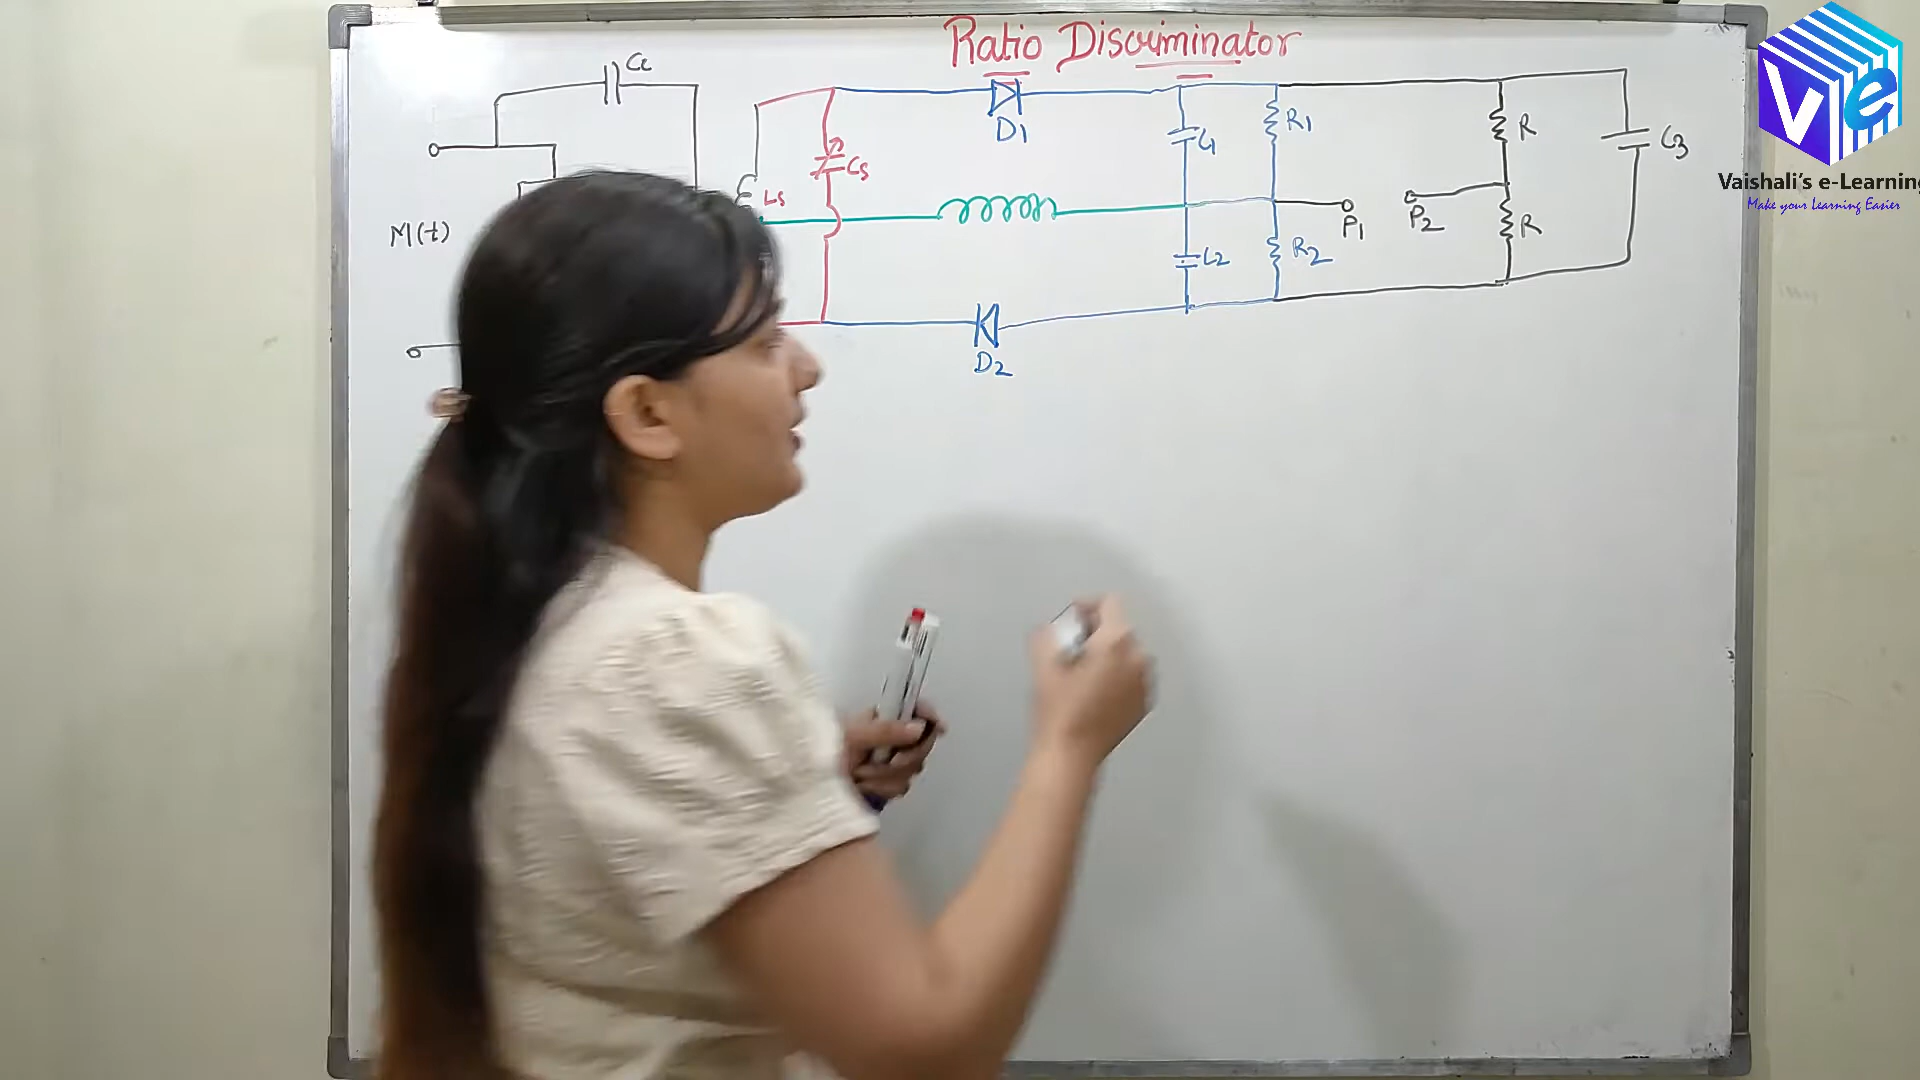 Ratio Discriminator
Cc
D1
C1
R1
R
C3
Cs
Ls
M(t)
P1
P2
R
C2
R2
D2
Ve
Vaishali's e-Learning
Make your Learning Easier